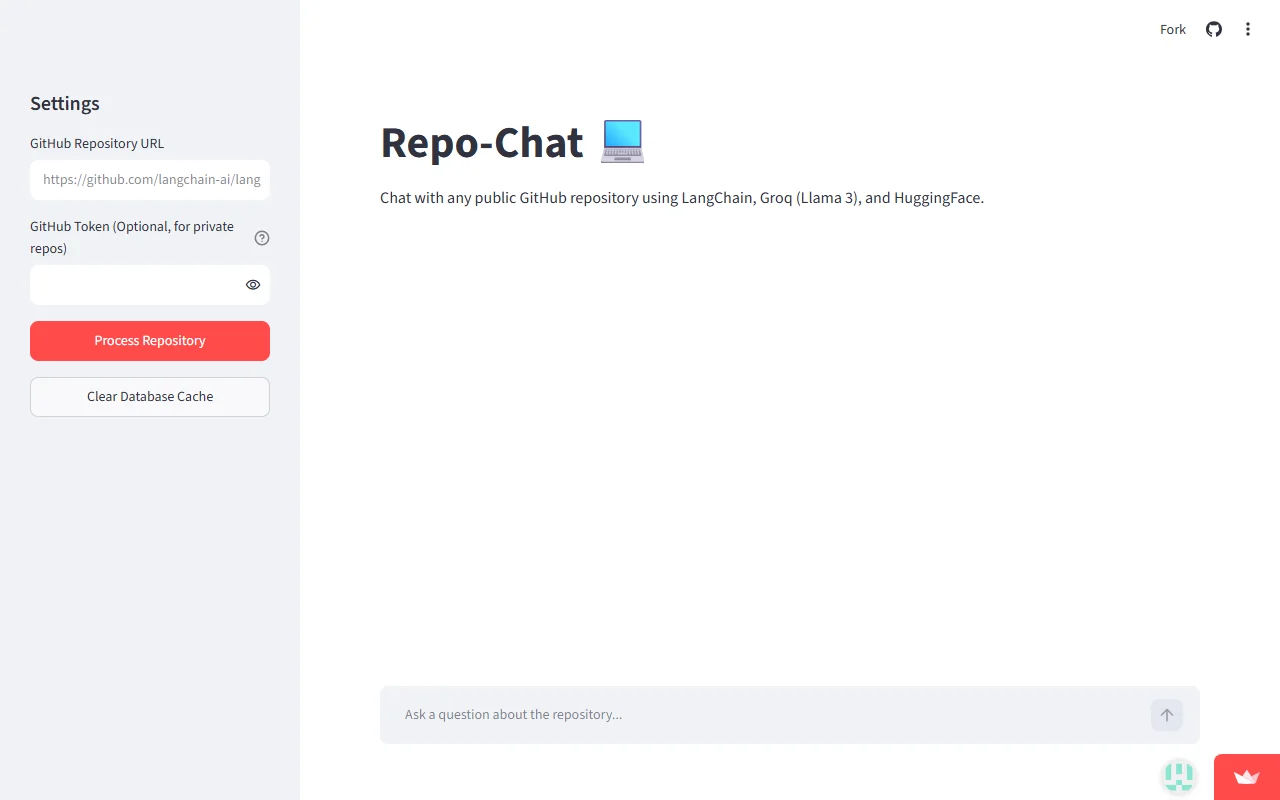 Fork
Settings
GitHub Repository URL
https://github.com/langchain-ai/lang
GitHub Token (Optional, for private
repos)
Process Repository
Clear Database Cache
Repo-Chat
Chat with any public GitHub repository using LangChain, Groq (Llama 3), and HuggingFace.
Ask a question about the repository...